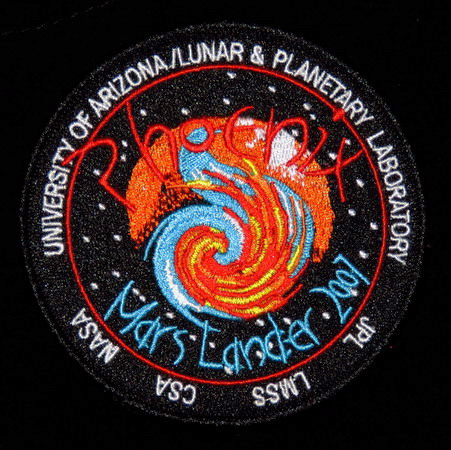 UNIVERSITY OF ARIZONA/LUNAR & PLANETARY LABORATORY
Phoenix
Mars Lander 2007
NASA
CSA
LMSS
JPL